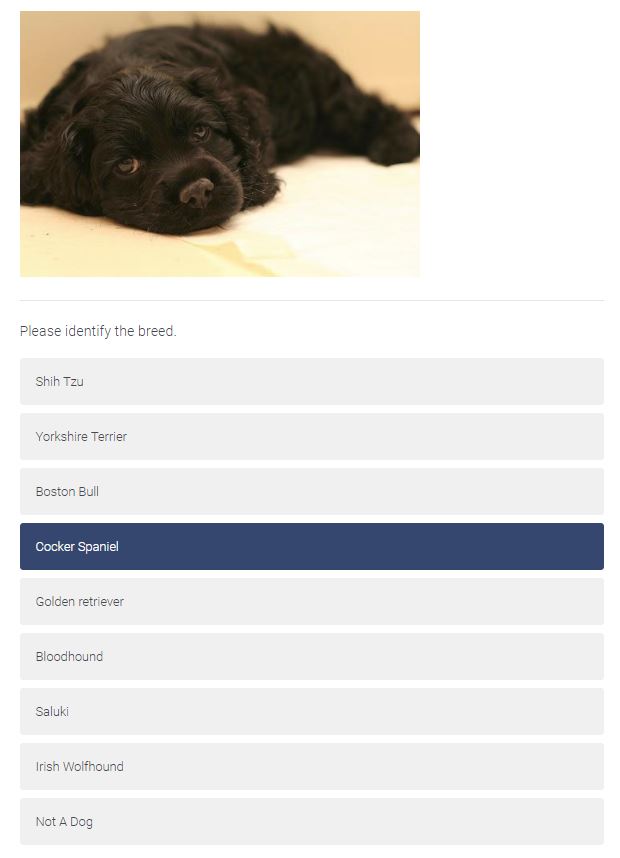 Please identify the breed.
Shih Tzu
Yorkshire Terrier
Boston Bull
Cocker Spaniel
Golden retriever
Bloodhound
Saluki
Irish Wolfhound
Not A Dog